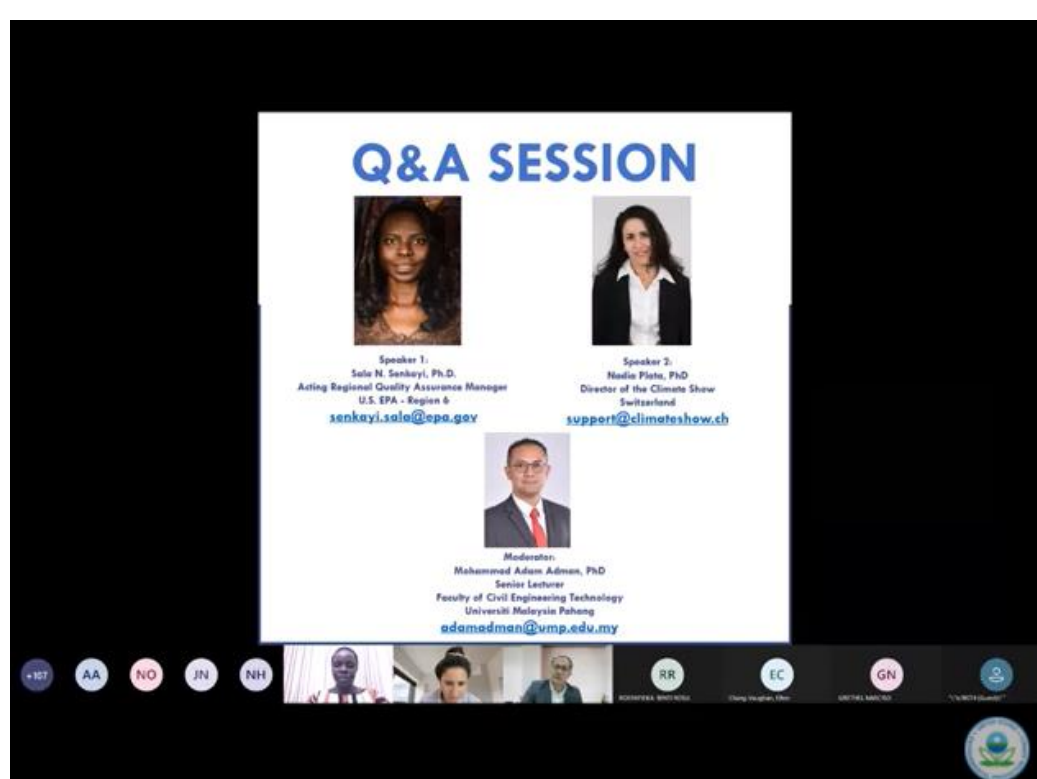 Q&A SESSION
Speaker 1:
Sala N. Senkayi, Ph.D.
Acting Regional Quality Assurance Manager
U.S. EPA - Region 6
senkayi.sala@epa.gov
Speaker 2:
Nadia Plata, PhD
Director of the Climate Show
Switzerland
support@climateshow.ch
Moderator:
Mohammad Adam Adman, PhD
Senior Lecturer
Faculty of Civil Engineering Technology
Universiti Malaysia Pahang
adamadman@ump.edu.my
+107
AA
NO
JN
NH
RR
EC
GN